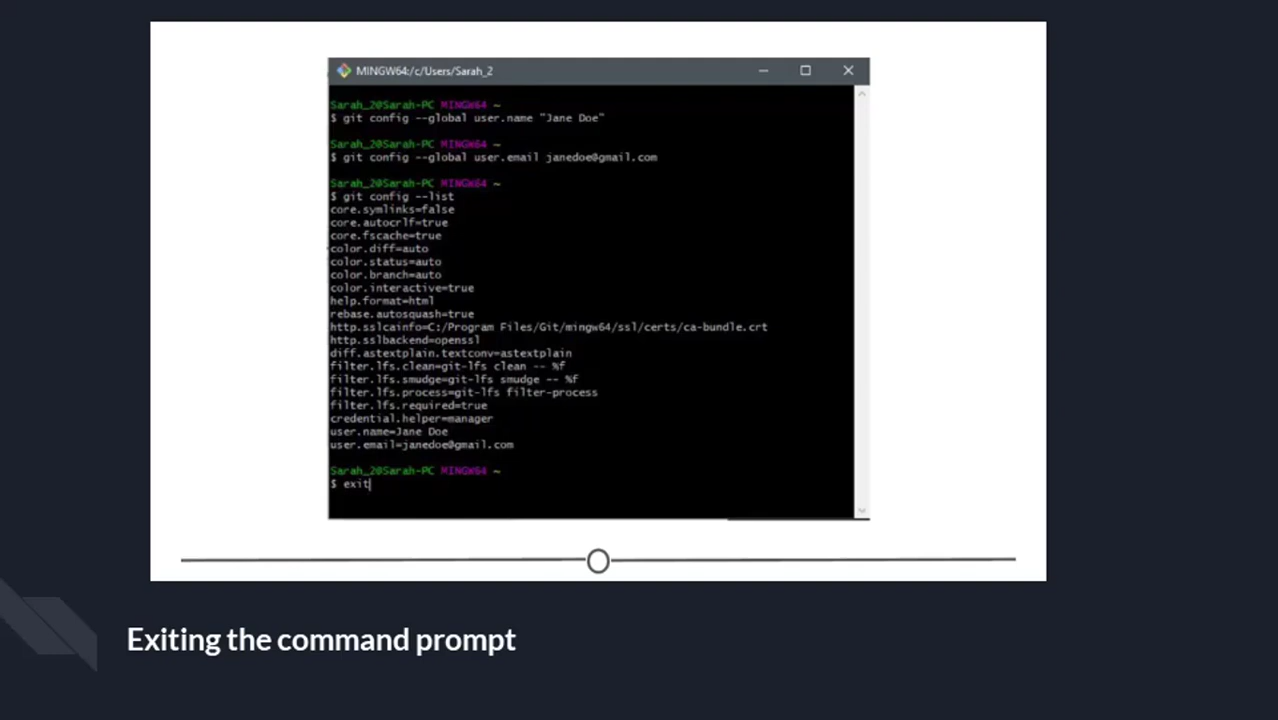 MINGW64:/c/Users/Sarah_2
Sarah_2@Sarah-PC MINGW64 ~
$ git config --global user.name "Jane Doe"
Sarah_2@Sarah-PC MINGW64 ~
$ git config --global user.email janedoe@gmail.com
Sarah_2@Sarah-PC MINGW64 ~
$ git config --list
core.symlinks=false
core.autocrlf=true
core.fscache=true
color.diff=auto
color.status=auto
color.branch=auto
color.interactive=true
help.format=html
rebase.autosquash=true
http.sslcainfo=C:/Program Files/Git/mingw64/ssl/certs/ca-bundle.crt
http.sslbackend=openssl
diff.astextplain.textconv=astextplain
filter.lfs.clean=git-lfs clean -- %f
filter.lfs.smudge=git-lfs smudge -- %f
filter.lfs.process=git-lfs filter-process
filter.lfs.required=true
credential.helper=manager
user.name=Jane Doe
user.email=janedoe@gmail.com
Sarah_2@Sarah-PC MINGW64 ~
$ exit
Exiting the command prompt